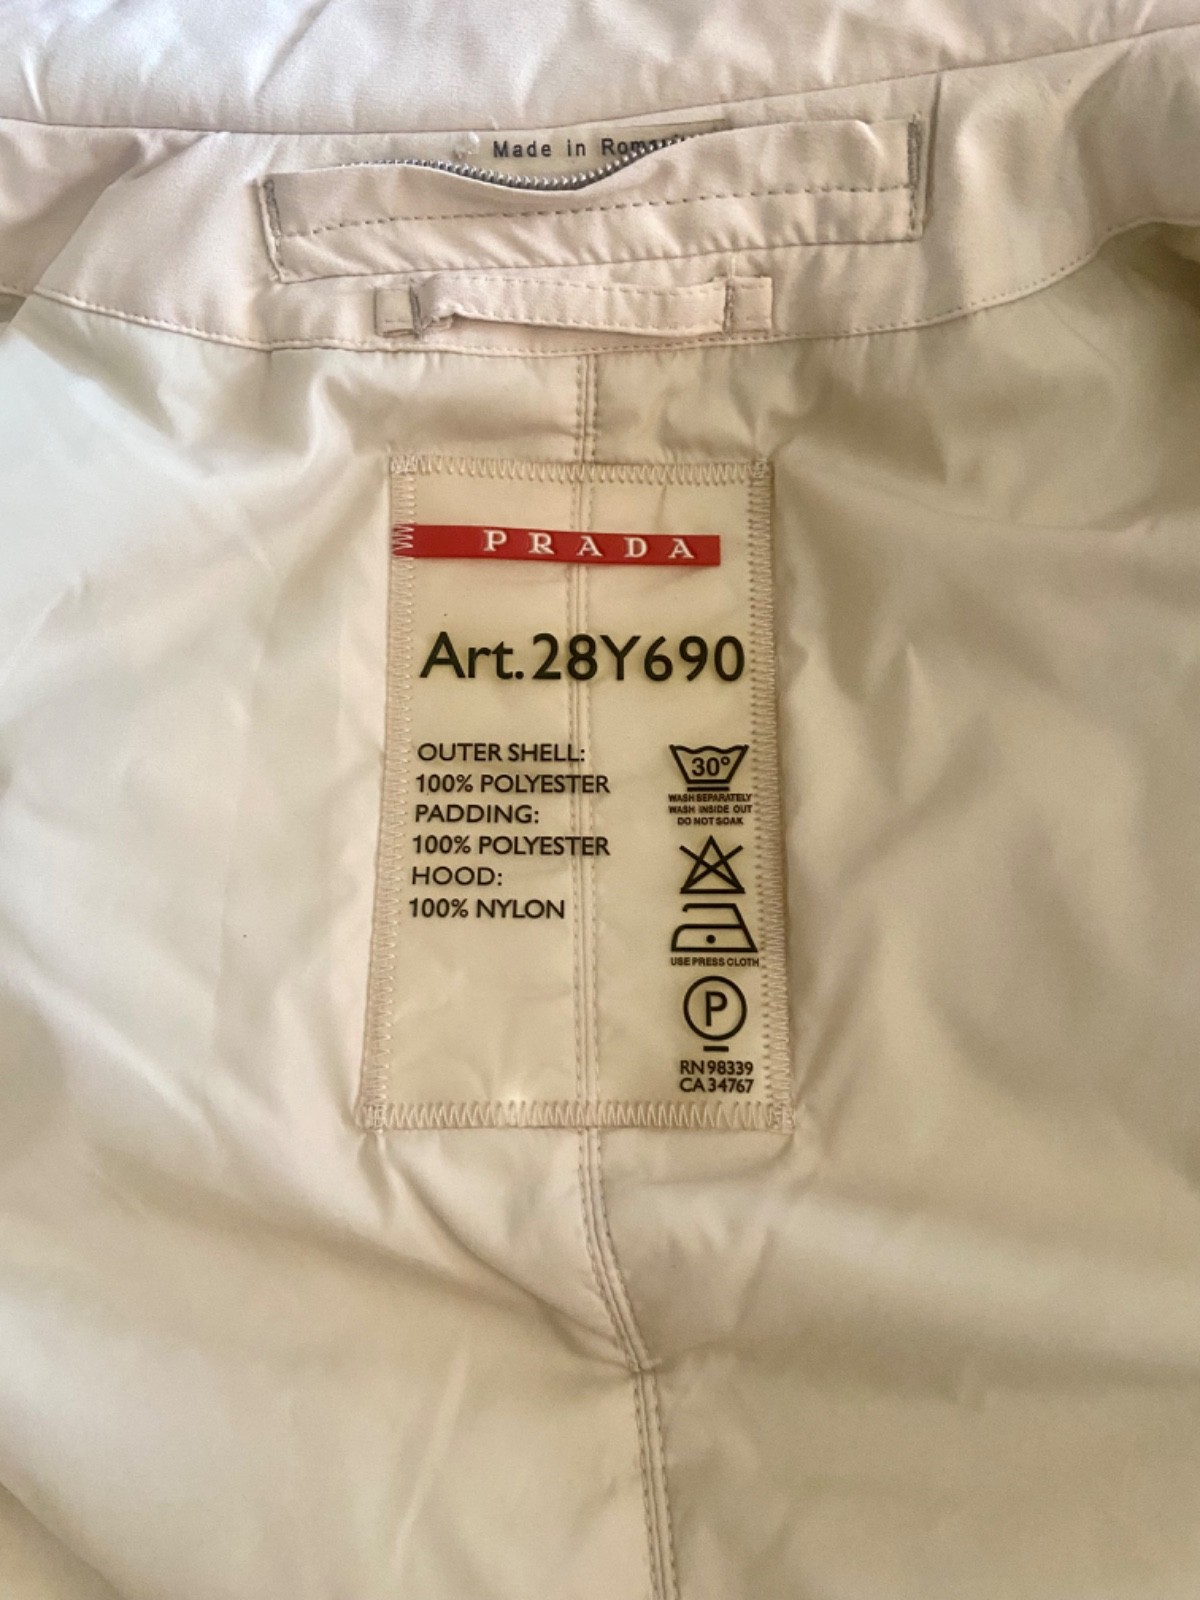 Made in
PRADA
Art. 28Y690
OUTER SHELL:
100% POLYESTER
PADDING:
100% POLYESTER
HOOD:
100% NYLON
30°
WASH SEPARATELY
WASH INSIDE OUT
DO NOT SOAK
USE PRESS CLOTH
P
RN 98339
CA 34767